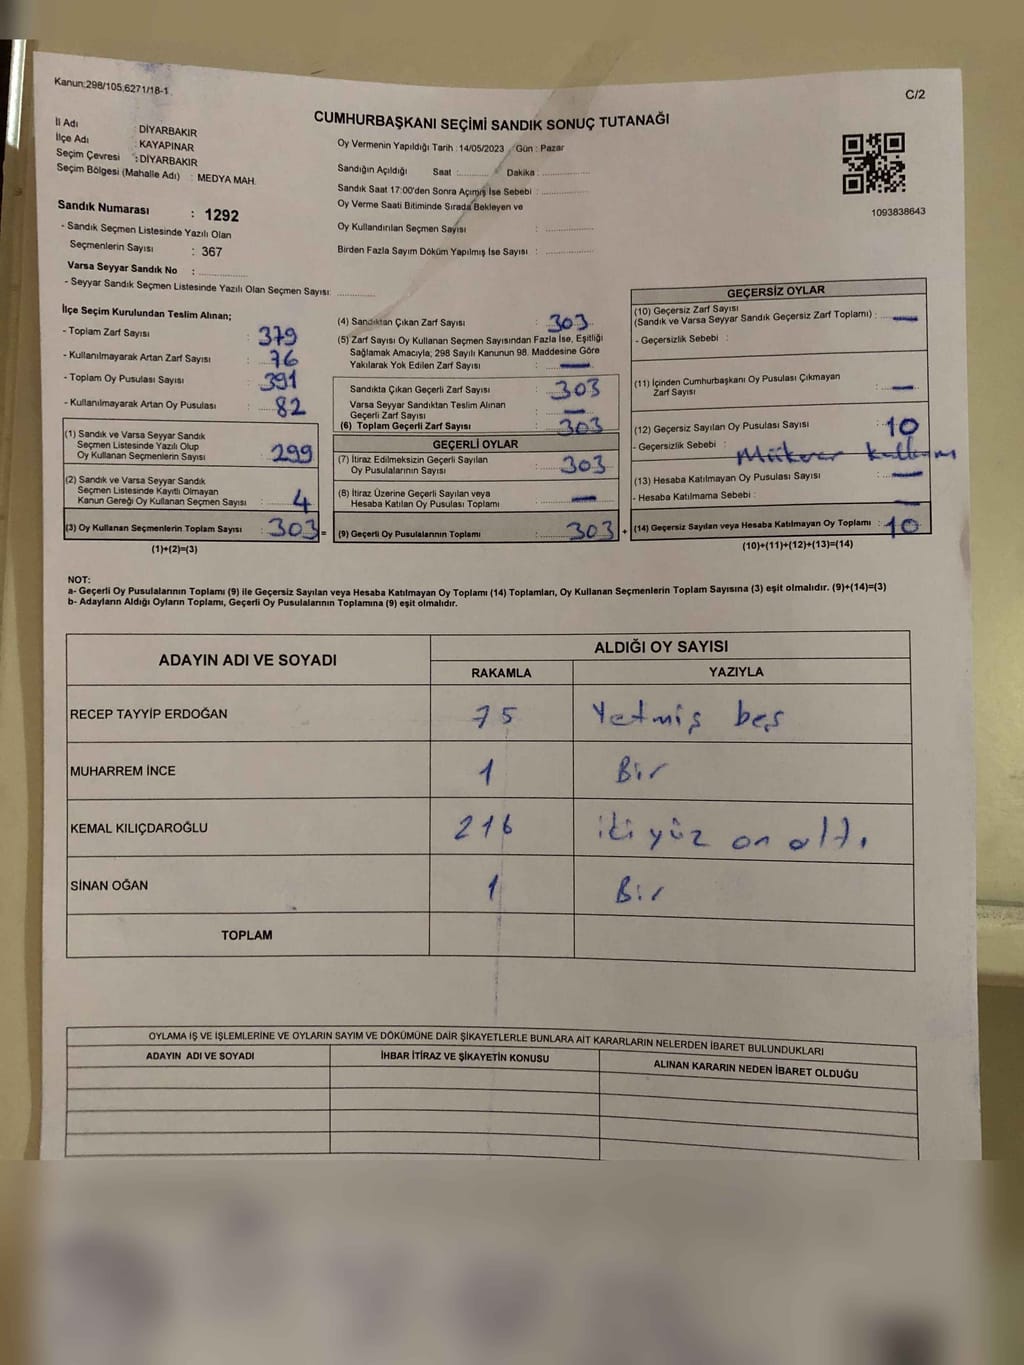 Kanun:298/105,6271/18-1
C/2
CUMHURBAŞKANI SEÇİMİ SANDIK SONUÇ TUTANAĞI
İl Adı : DİYARBAKIR
İlçe Adı : KAYAPINAR
Seçim Çevresi : DİYARBAKIR
Seçim Bölgesi (Mahalle Adı) : MEDYA MAH.
Sandık Numarası : 1292
- Sandık Seçmen Listesinde Yazılı Olan
Seçmenlerin Sayısı : 367
Varsa Seyyar Sandık No :
- Seyyar Sandık Seçmen Listesinde Yazılı Olan Seçmen Sayısı:
Oy Vermenin Yapıldığı Tarih : 14/05/2023 Gün : Pazar
Sandığın Açıldığı Saat : Dakika :
Sandık Saat 17:00'den Sonra Açımış İse Sebebi :
Oy Verme Saati Bitiminde Sırada Bekleyen ve
Oy Kullandırılan Seçmen Sayısı :
Birden Fazla Sayım Döküm Yapılmış İse Sayısı :
1093838643
İlçe Seçim Kurulundan Teslim Alınan;
- Toplam Zarf Sayısı : 379
- Kullanılmayarak Artan Zarf Sayısı : 76
- Toplam Oy Pusulası Sayısı : 391
- Kullanılmayarak Artan Oy Pusulası : 82
(1) Sandık ve Varsa Seyyar Sandık
Seçmen Listesinde Yazılı Olup
Oy Kullanan Seçmenlerin Sayısı : 299
(2) Sandık ve Varsa Seyyar Sandık
Seçmen Listesinde Kayıtlı Olmayan
Kanun Gereği Oy Kullanan Seçmen Sayısı : 4
(3) Oy Kullanan Seçmenlerin Toplam Sayısı : 303 =
(1)+(2)=(3)
(4) Sandıktan Çıkan Zarf Sayısı : 303
(5) Zarf Sayısı Oy Kullanan Seçmen Sayısından Fazla İse, Eşitliği
Sağlamak Amacıyla; 298 Sayılı Kanunun 98. Maddesine Göre
Yakılarak Yok Edilen Zarf Sayısı : —
Sandıkta Çıkan Geçerli Zarf Sayısı : 303
Varsa Seyyar Sandıktan Teslim Alınan
Geçerli Zarf Sayısı : —
(6) Toplam Geçerli Zarf Sayısı : 303
GEÇERLİ OYLAR
(7) İtiraz Edilmeksizin Geçerli Sayılan
Oy Pusulalarının Sayısı : 303
(8) İtiraz Üzerine Geçerli Sayılan veya
Hesaba Katılan Oy Pusulası Toplamı : —
(9) Geçerli Oy Pusulalarının Toplamı : 303 +
GEÇERSİZ OYLAR
(10) Geçersiz Zarf Sayısı
(Sandık ve Varsa Seyyar Sandık Geçersiz Zarf Toplamı) : —
- Geçersizlik Sebebi :
(11) İçinden Cumhurbaşkanı Oy Pusulası Çıkmayan
Zarf Sayısı : —
(12) Geçersiz Sayılan Oy Pusulası Sayısı : 10
- Geçersizlik Sebebi :
(13) Hesaba Katılmayan Oy Pusulası Sayısı : —
- Hesaba Katılmama Sebebi : —
(14) Geçersiz Sayılan veya Hesaba Katılmayan Oy Toplamı : 10
(10)+(11)+(12)+(13)=(14)
NOT:
a- Geçerli Oy Pusulalarının Toplamı (9) ile Geçersiz Sayılan veya Hesaba Katılmayan Oy Toplamı (14) Toplamları, Oy Kullanan Seçmenlerin Toplam Sayısına (3) eşit olmalıdır. (9)+(14)=(3)
b- Adayların Aldığı Oyların Toplamı, Geçerli Oy Pusulalarının Toplamına (9) eşit olmalıdır.
ADAYIN ADI VE SOYADI
ALDIĞI OY SAYISI
RAKAMLA YAZIYLA
RECEP TAYYİP ERDOĞAN 75 Yetmiş beş
MUHARREM İNCE 1 Bir
KEMAL KILIÇDAROĞLU 216 iki yüz on altı
SİNAN OĞAN 1 Bir
TOPLAM
OYLAMA İŞ VE İŞLEMLERİNE VE OYLARIN SAYIM VE DÖKÜMÜNE DAİR ŞİKAYETLERLE BUNLARA AİT KARARLARIN NELERDEN İBARET BULUNDUKLARI
ADAYIN ADI VE SOYADI İHBAR İTİRAZ VE ŞİKAYETİN KONUSU ALINAN KARARIN NEDEN İBARET OLDUĞU